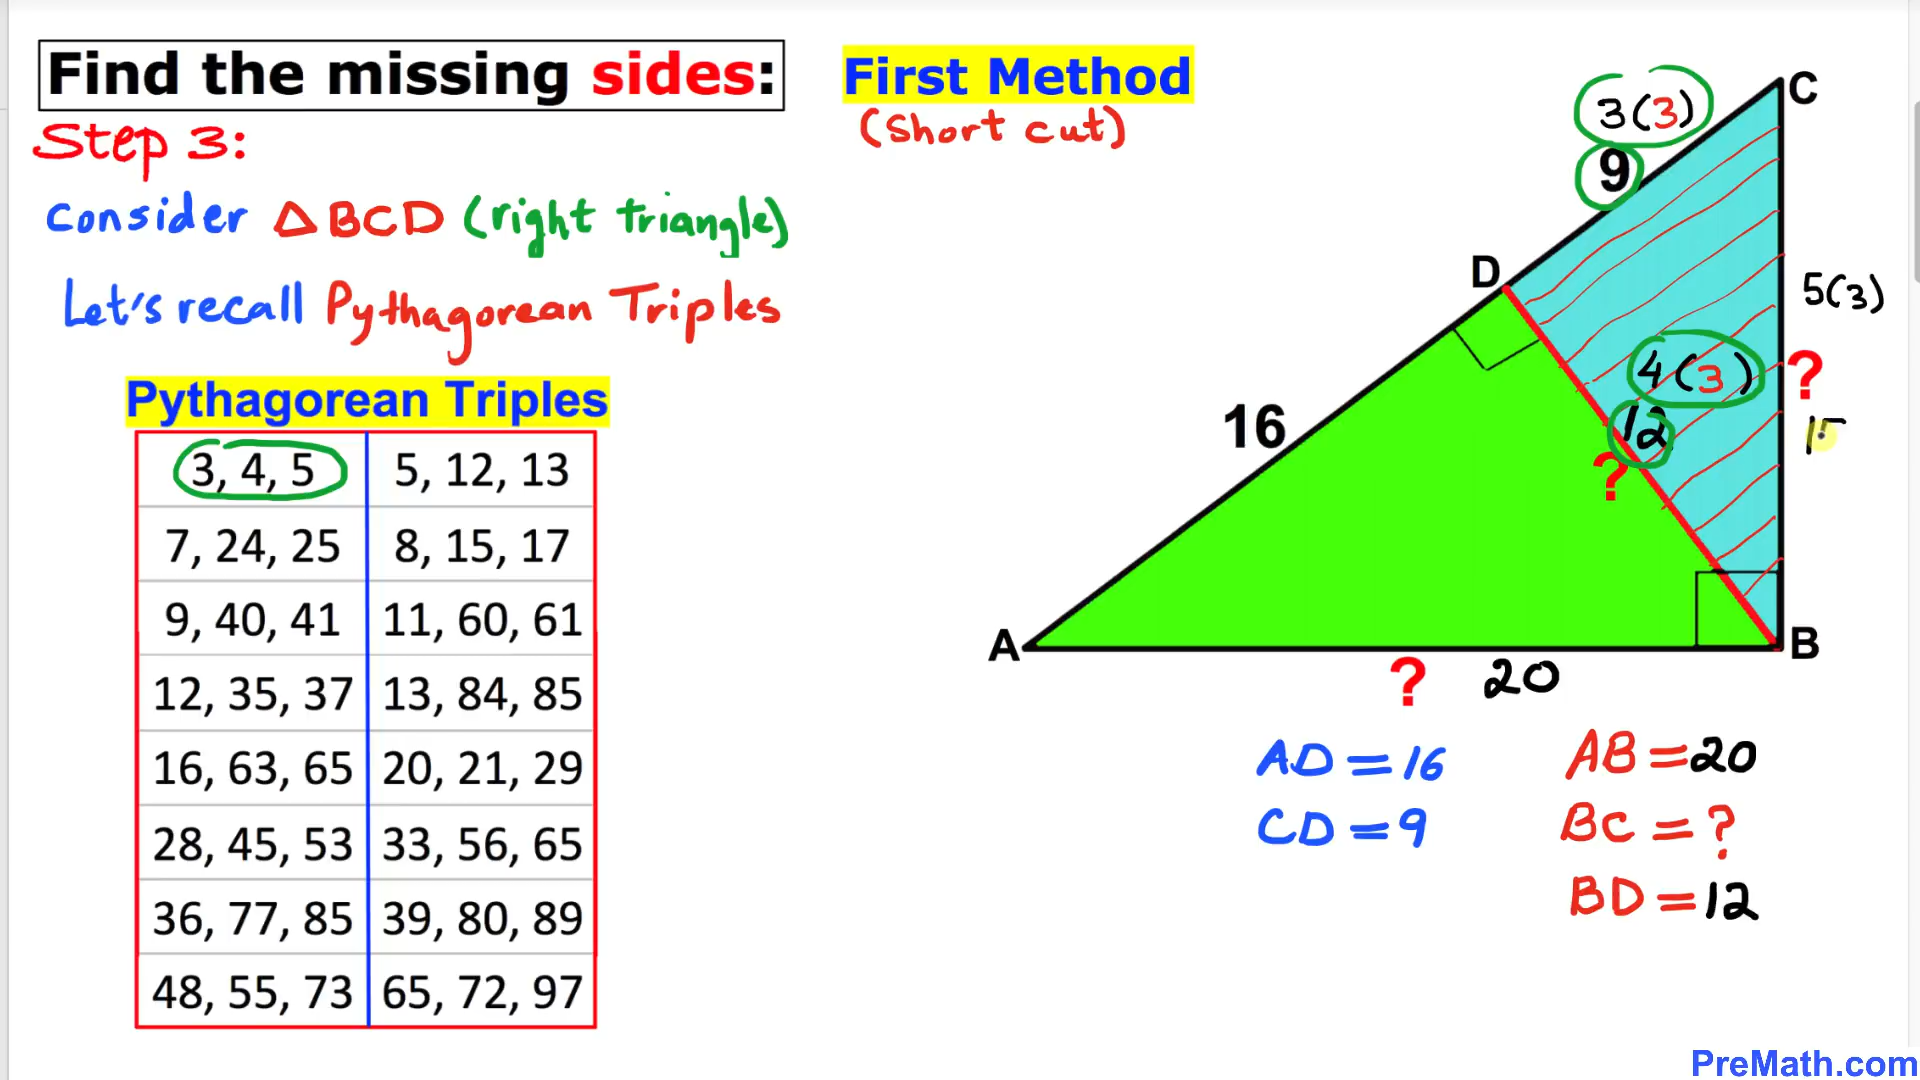 Find the missing sides:
First Method
(Short cut)
Step 3:
Consider △BCD (right triangle)
Let's recall Pythagorean Triples
Pythagorean Triples
3, 4, 5 5, 12, 13
7, 24, 25 8, 15, 17
9, 40, 41 11, 60, 61
12, 35, 37 13, 84, 85
16, 63, 65 20, 21, 29
28, 45, 53 33, 56, 65
36, 77, 85 39, 80, 89
48, 55, 73 65, 72, 97
C
3(3)
9
D
5(3)
4(3)
?
16
12
?
A
B
?
20
AD = 16
AB = 20
CD = 9
BC = ?
BD = 12
PreMath.com